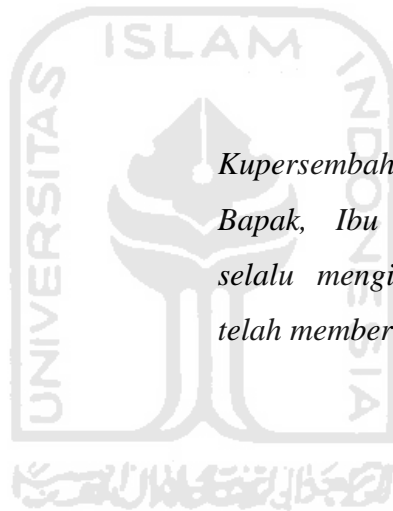 ISLAM
UNIVERSITAS
INDONESIA
Kupersembah
Bapak, Ibu
selalu mengi
telah member